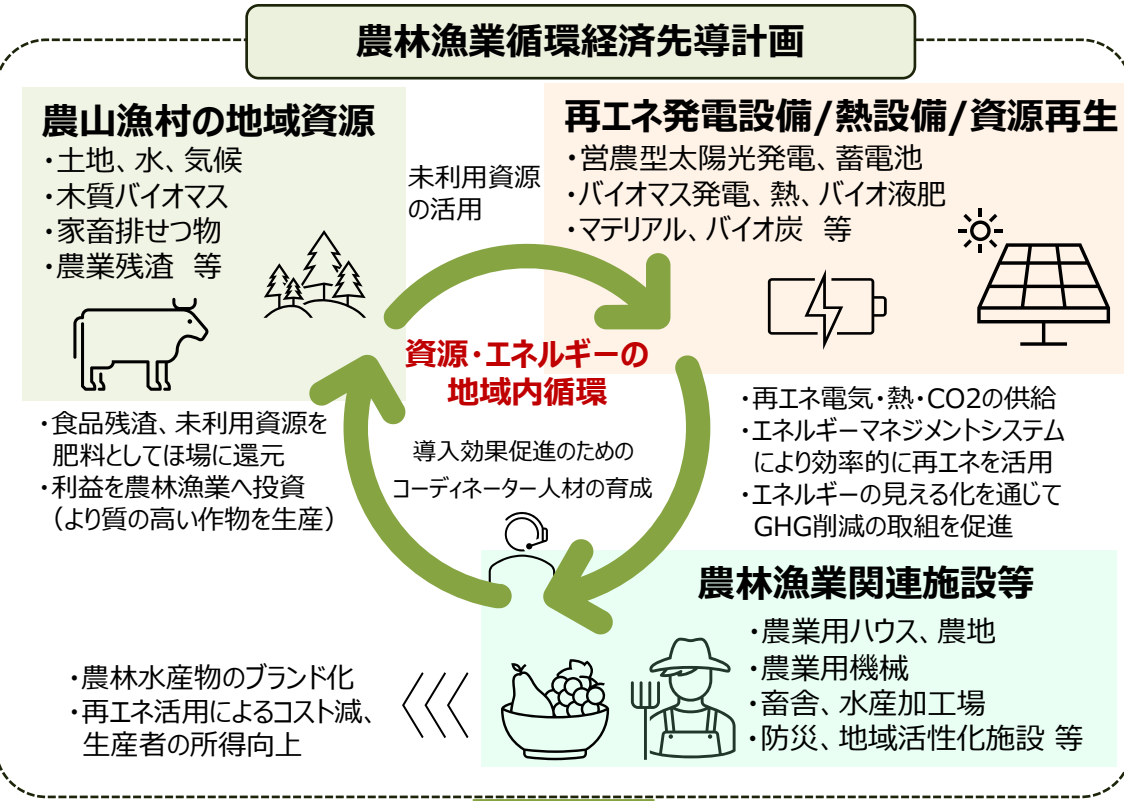 農林漁業循環経済先導計画
農山漁村の地域資源
・土地、水、気候
・木質バイオマス
・家畜排せつ物
・農業残渣 等
未利用資源
の活用
再エネ発電設備/熱設備/資源再生
・営農型太陽光発電、蓄電池
・バイオマス発電、熱、バイオ液肥
・マテリアル、バイオ炭 等
資源・エネルギーの
地域内循環
導入効果促進のための
コーディネーター人材の育成
・食品残渣、未利用資源を
肥料としてほ場に還元
・利益を農林漁業へ投資
（より質の高い作物を生産）
・再エネ電気・熱・CO2の供給
・エネルギーマネジメントシステム
により効率的に再エネを活用
・エネルギーの見える化を通じて
GHG削減の取組を促進
農林漁業関連施設等
・農業用ハウス、農地
・農業用機械
・畜舎、水産加工場
・防災、地域活性化施設 等
・農林水産物のブランド化
・再エネ活用によるコスト減、
生産者の所得向上